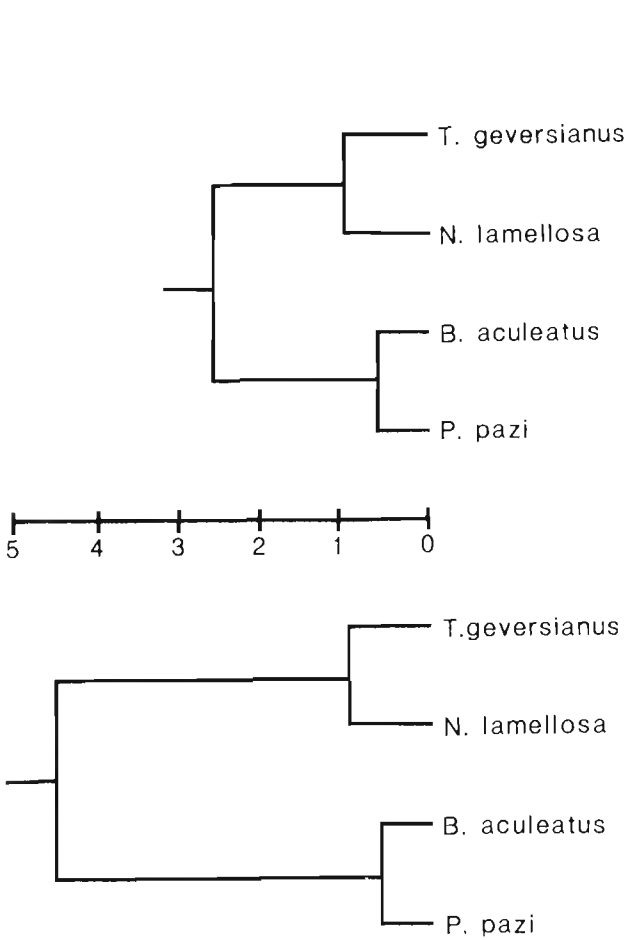 T. geversianus
N. lamellosa
B. aculeatus
P. pazi
5 4 3 2 1 0
T.geversianus
N. lamellosa
B. aculeatus
P. pazi